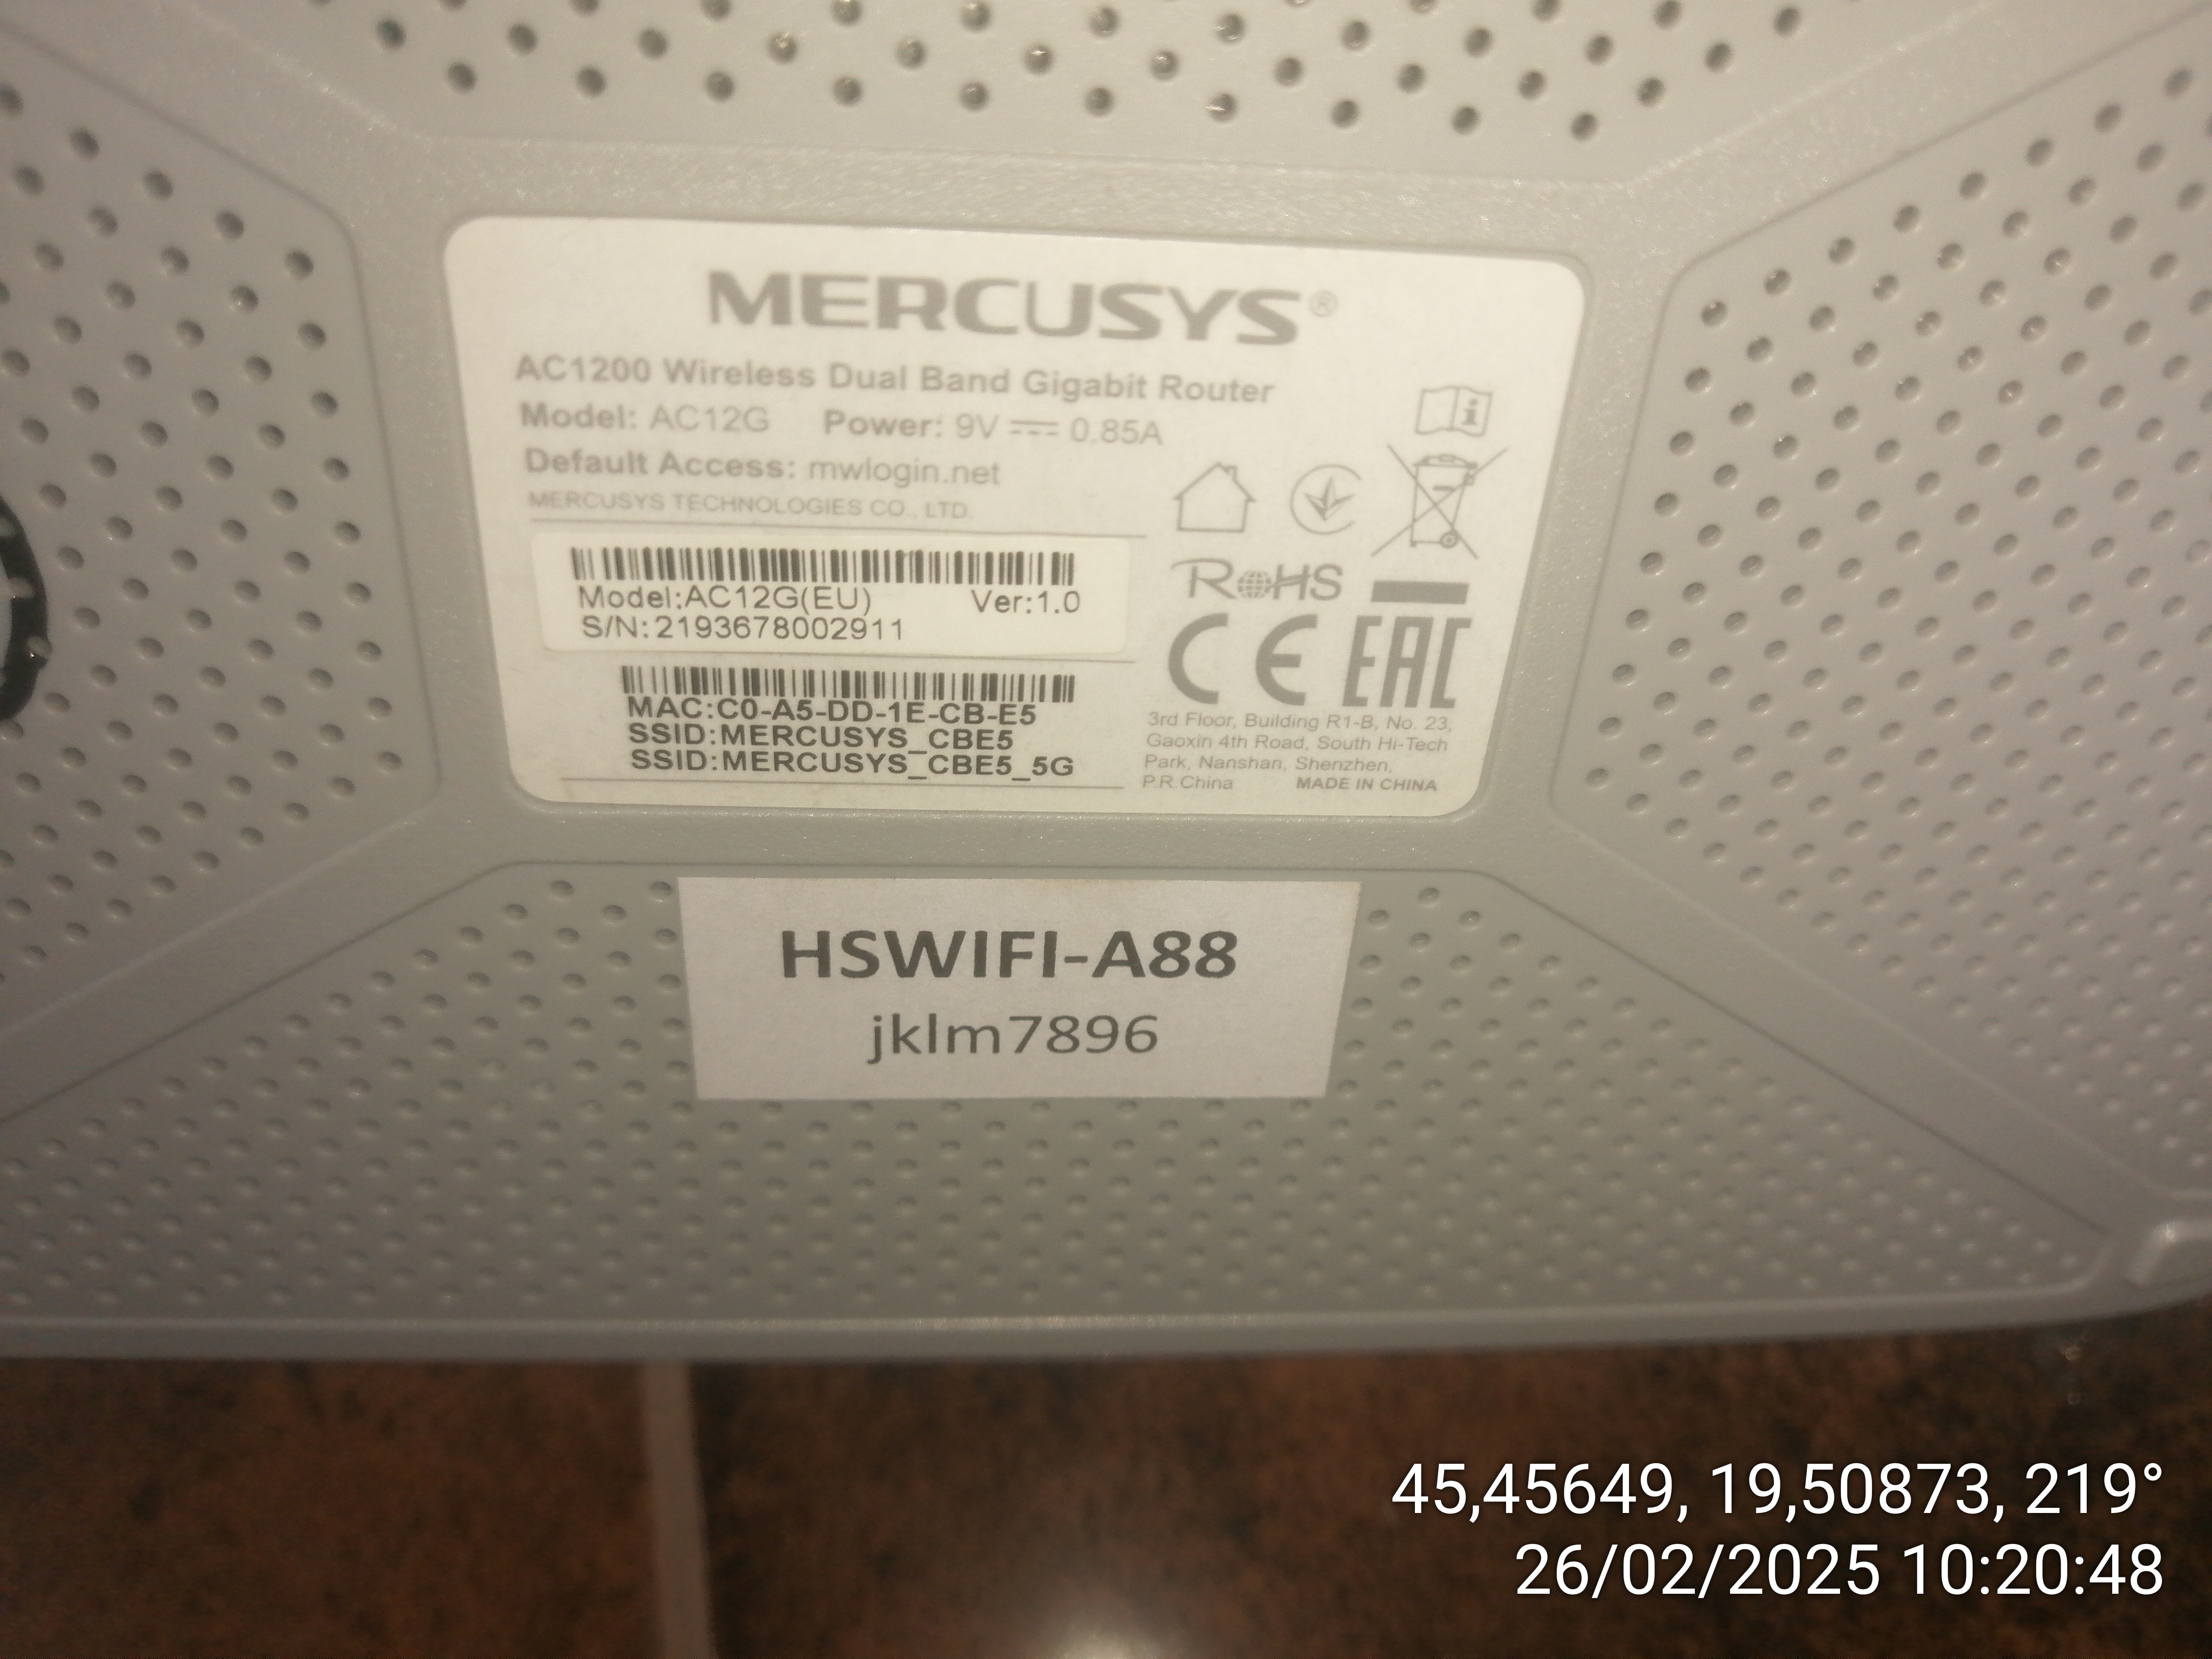 MERCUSYS®
AC1200 Wireless Dual Band Gigabit Router
Model: AC12G Power: 9V 0.85A
Default Access: mwlogin.net
MERCUSYS TECHNOLOGIES CO., LTD.
Model:AC12G(EU) Ver:1.0
S/N:2193678002911
MAC:C0-A5-DD-1E-CB-E5
SSID:MERCUSYS_CBE5
SSID:MERCUSYS_CBE5_5G
RoHS
CE EAC
3rd Floor, Building R1-B, No. 23,
Gaoxin 4th Road, South Hi-Tech
Park, Nanshan, Shenzhen,
P.R.China MADE IN CHINA
HSWIFI-A88
jklm7896
45,45649, 19,50873, 219°
26/02/2025 10:20:48